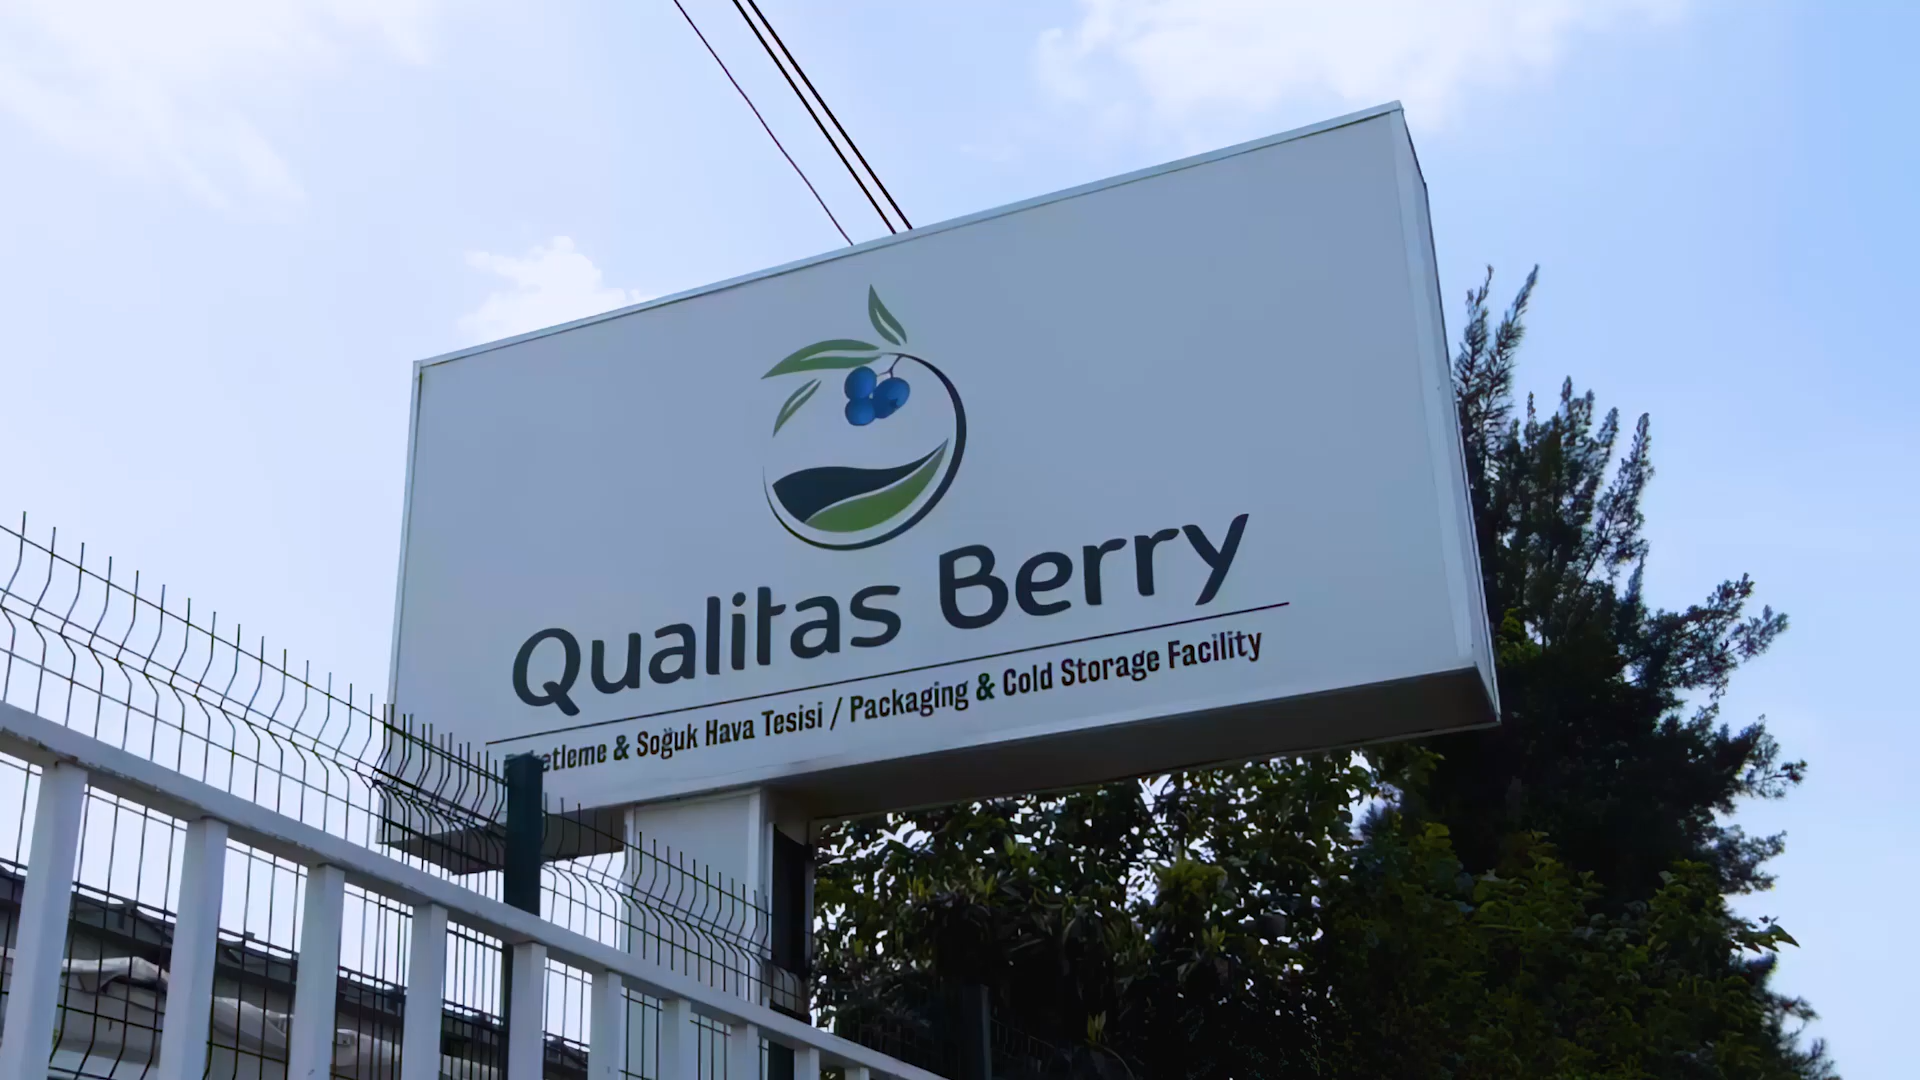 Qualitas Berry
& Soğuk Hava Tesisi / Packaging & Cold Storage Facility